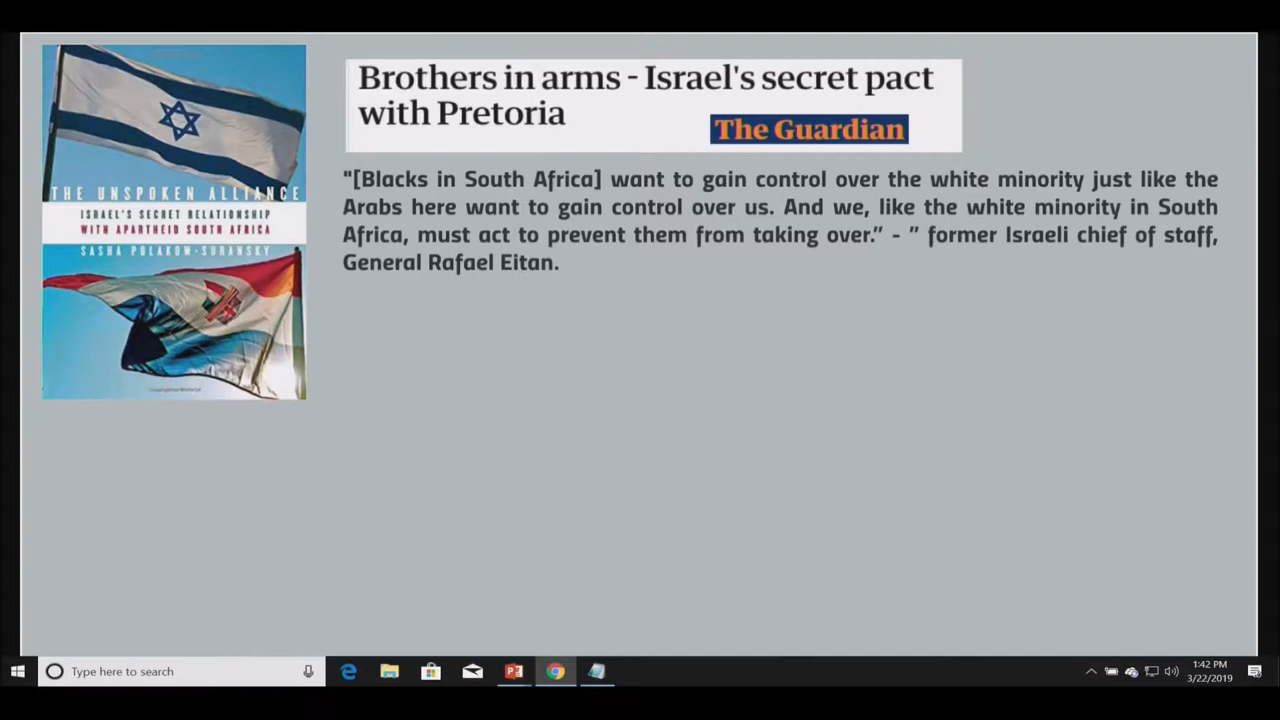 Brothers in arms - Israel's secret pact
with Pretoria
The Guardian
THE UNSPOKEN ALLIANCE
ISRAEL'S SECRET RELATIONSHIP
WITH APARTHEID SOUTH AFRICA
SASHA POLAKOW-SURANSKY
"[Blacks in South Africa] want to gain control over the white minority just like the
Arabs here want to gain control over us. And we, like the white minority in South
Africa, must act to prevent them from taking over.” - ” former Israeli chief of staff,
General Rafael Eitan.
Type here to search
1:42 PM
3/22/2019